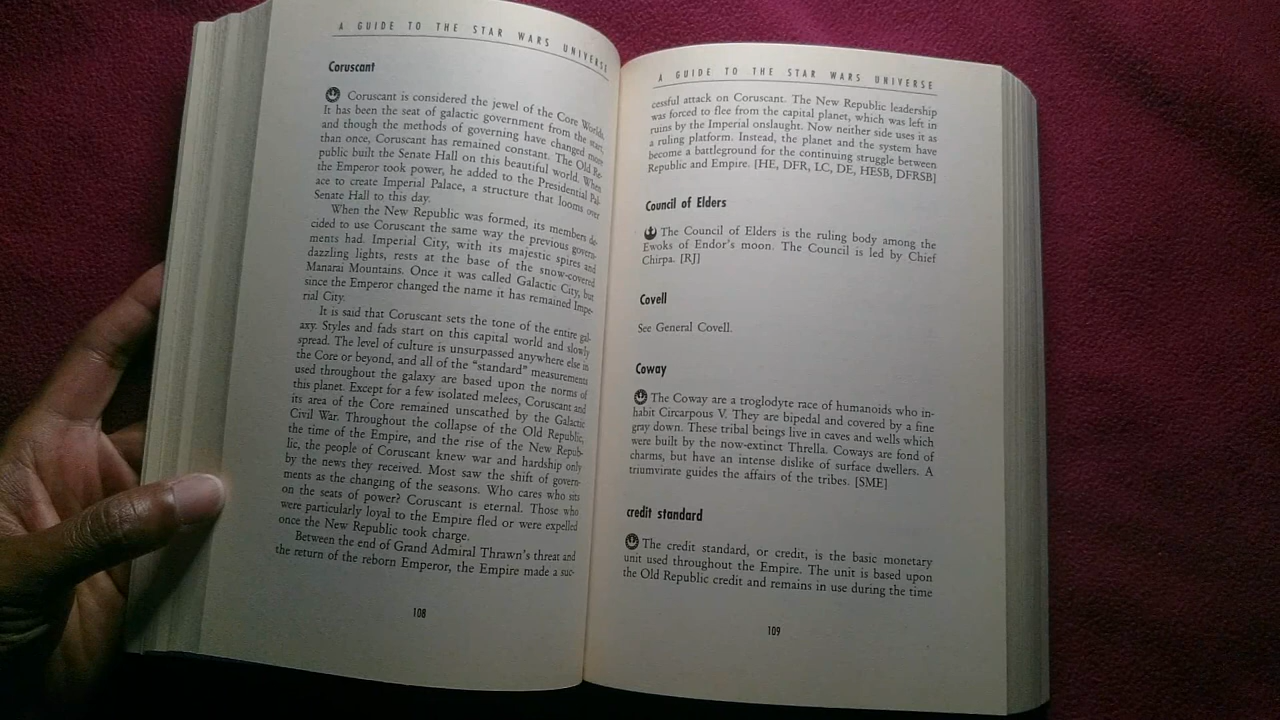 A GUIDE TO THE STAR WARS UNIVERSE
Coruscant
Coruscant is considered the jewel of the Core Worlds.
It has been the seat of galactic government from the start,
and though the methods of governing have changed more
than once, Coruscant has remained constant. The Old Re-
public built the Senate Hall on this beautiful world. When
the Emperor took power, he added to the Presidential Pal-
ace to create Imperial Palace, a structure that looms over
Senate Hall to this day.
When the New Republic was formed, its members de-
cided to use Coruscant the same way the previous govern-
ments had. Imperial City, with its majestic spires and
dazzling lights, rests at the base of the snow-covered
Manarai Mountains. Once it was called Galactic City, but
since the Emperor changed the name it has remained Impe-
rial City.
It is said that Coruscant sets the tone of the entire gal-
axy. Styles and fads start on this capital world and slowly
spread. The level of culture is unsurpassed anywhere else in
the Core or beyond, and all of the "standard" measurements
used throughout the galaxy are based upon the norms of
this planet. Except for a few isolated melees, Coruscant and
its area of the Core remained unscathed by the Galactic
Civil War. Throughout the collapse of the Old Republic,
the time of the Empire, and the rise of the New Repub-
lic, the people of Coruscant knew war and hardship only
by the news they received. Most saw the shift of govern-
ments as the changing of the seasons. Who cares who sits
on the seats of power? Coruscant is eternal. Those who
were particularly loyal to the Empire fled or were expelled
once the New Republic took charge.
Between the end of Grand Admiral Thrawn's threat and
the return of the reborn Emperor, the Empire made a suc-
108
A GUIDE TO THE STAR WARS UNIVERSE
cessful attack on Coruscant. The New Republic leadership
was forced to flee from the capital planet, which was left in
ruins by the Imperial onslaught. Now neither side uses it as
a ruling platform. Instead, the planet and the system have
become a battleground for the continuing struggle between
Republic and Empire. [HE, DFR, LC, DE, HESB, DFRSB]
Council of Elders
The Council of Elders is the ruling body among the
Ewoks of Endor's moon. The Council is led by Chief
Chirpa. [RJ]
Covell
See General Covell.
Coway
The Coway are a troglodyte race of humanoids who in-
habit Circarpous V. They are bipedal and covered by a fine
gray down. These tribal beings live in caves and wells which
were built by the now-extinct Thrella. Coways are fond of
charms, but have an intense dislike of surface dwellers. A
triumvirate guides the affairs of the tribes. [SME]
credit standard
The credit standard, or credit, is the basic monetary
unit used throughout the Empire. The unit is based upon
the Old Republic credit and remains in use during the time
109